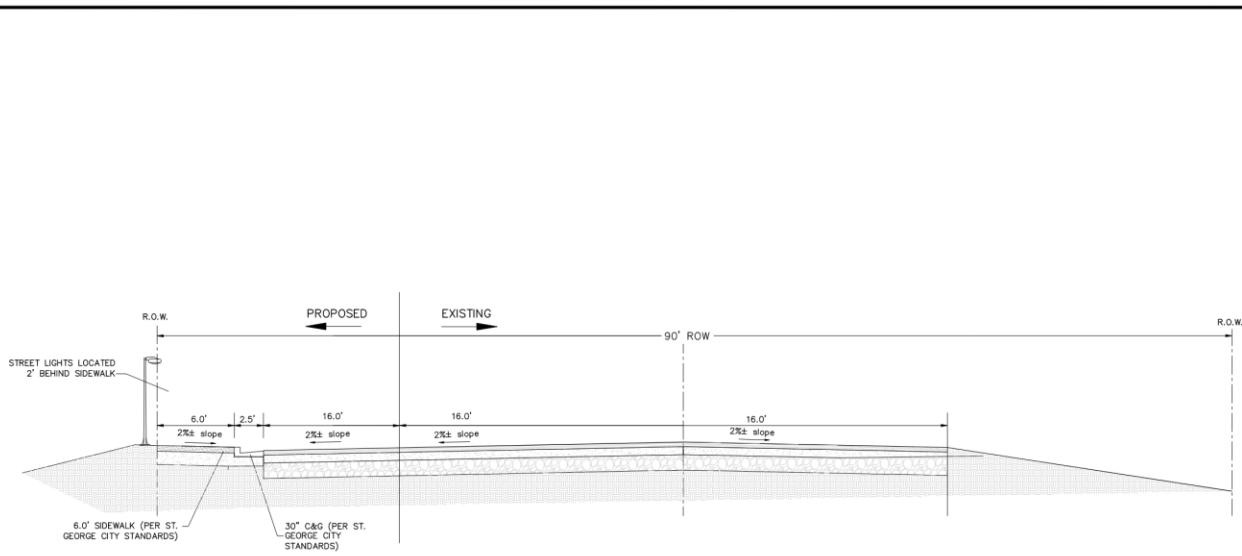 PROPOSED EXISTING
R.O.W. R.O.W.
90' ROW
STREET LIGHTS LOCATED
2' BEHIND SIDEWALK
6.0' 2.5' 16.0' 16.0' 16.0'
2%± slope 2%± slope 2%± slope 2%± slope
6.0' SIDEWALK (PER ST.
GEORGE CITY STANDARDS)
30" C&G (PER ST.
GEORGE CITY
STANDARDS)